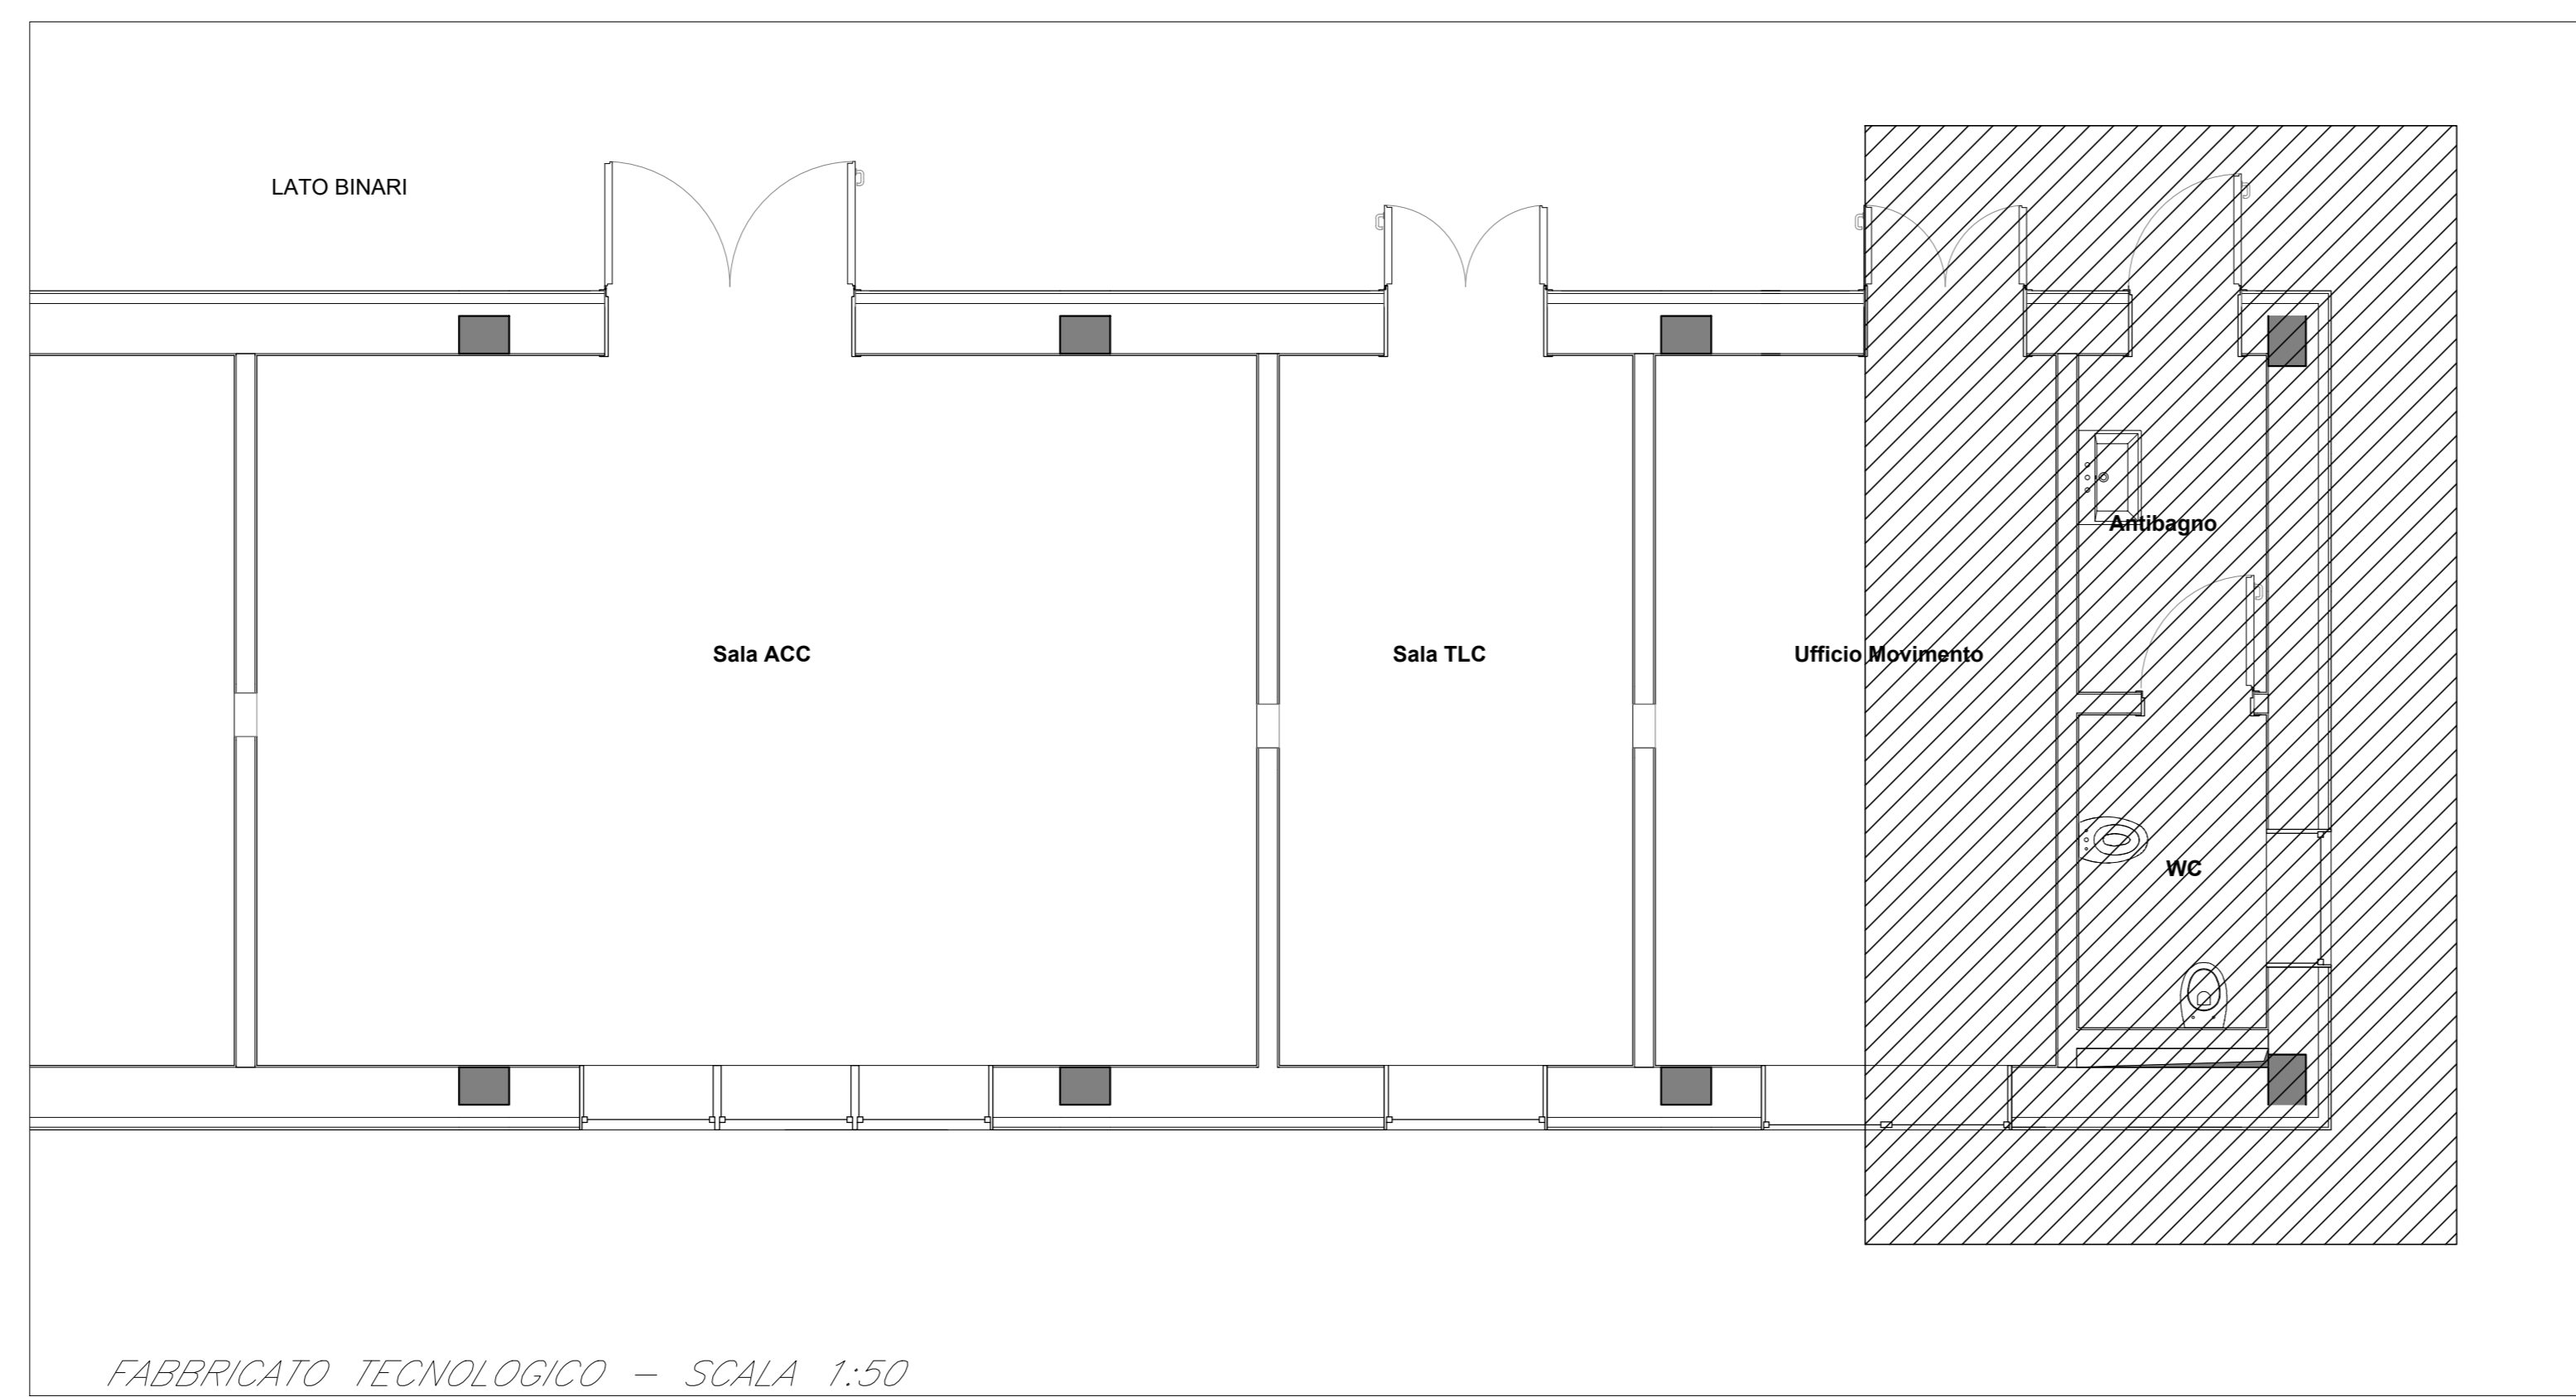 LATO BINARI
Antibagno
Sala ACC
Sala TLC
Ufficio Movimento
WC
FABBRICATO TECNOLOGICO – SCALA 1:50